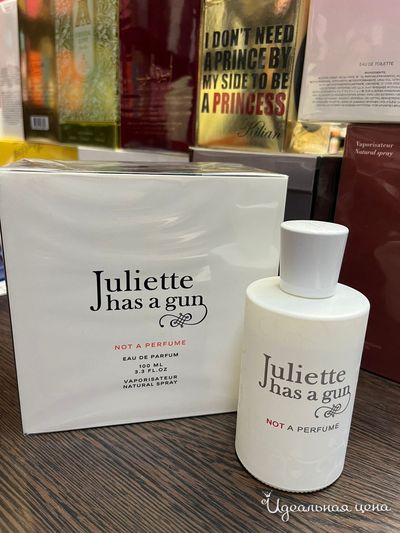 I DON'T NEED
A PRINCE BY
MY SIDE TO BE
A PRINCESS
Kilian
EAU DE TOILETTE
Vaporisateur
Natural spray
Juliette
has a gun
NOT A PERFUME
EAU DE PARFUM
100 ML
3.3 FL.OZ
VAPORISATEUR
NATURAL SPRAY
Juliette
has a gun
NOT A PERFUME
Идеальная цена